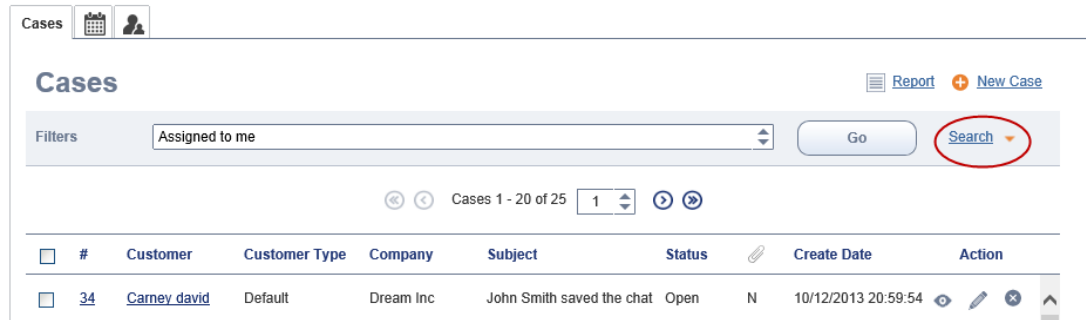 Cases
Cases
Report New Case
Filters Assigned to me Go Search
Cases 1 - 20 of 25 1
# Customer Customer Type Company Subject Status Create Date Action
34 Carney david Default Dream Inc John Smith saved the chat Open N 10/12/2013 20:59:54